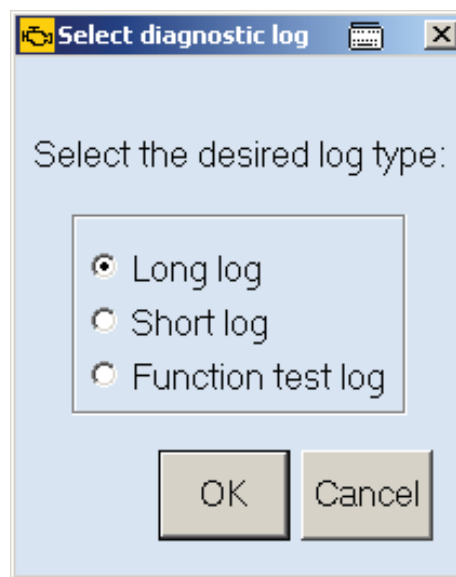 Select diagnostic log
Select the desired log type:
Long log
Short log
Function test log
OK
Cancel